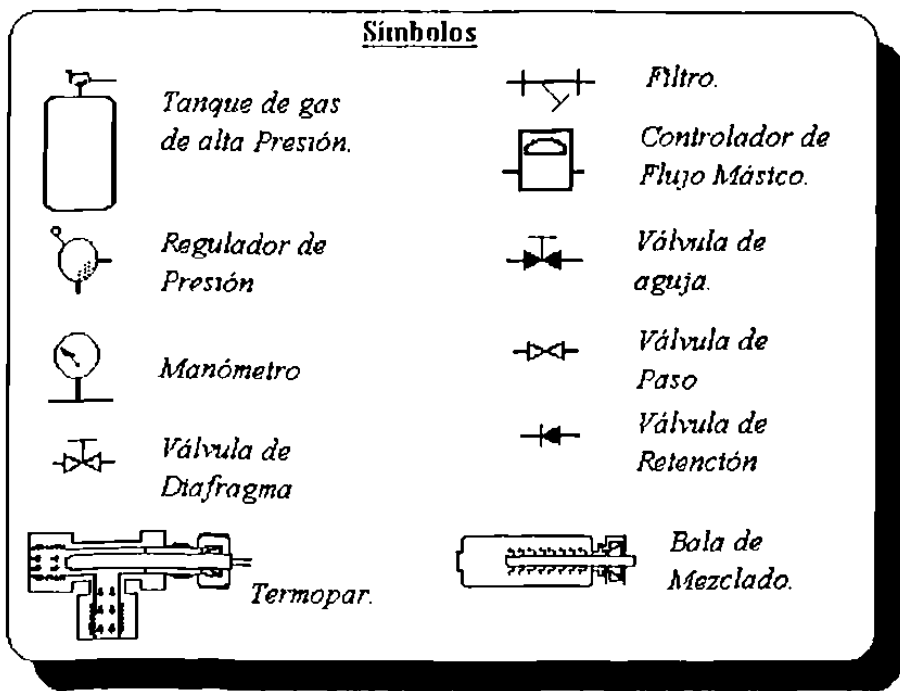 Símbolos
Tanque de gas
de alta Presión.
Regulador de
Presión
Manómetro
Válvula de
Diafragma
Termopar.
Filtro.
Controlador de
Flujo Másico.
Válvula de
aguja.
Válvula de
Paso
Válvula de
Retención
Bala de
Mezclado.